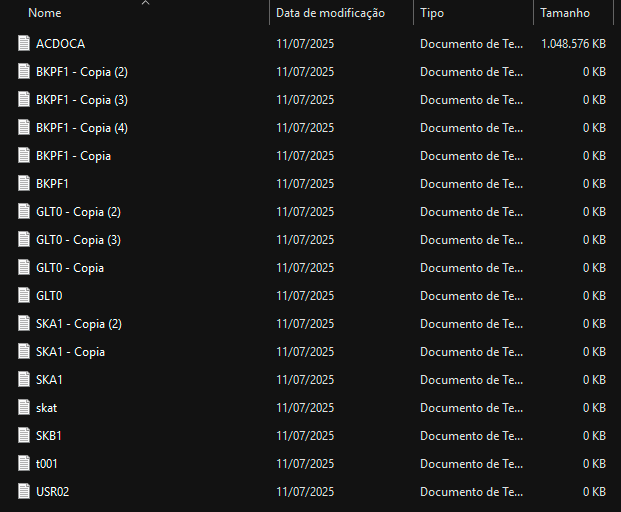 Nome Data de modificação Tipo Tamanho
ACDOCA 11/07/2025 Documento de Te... 1.048.576 KB
BKPF1 - Copia (2) 11/07/2025 Documento de Te... 0 KB
BKPF1 - Copia (3) 11/07/2025 Documento de Te... 0 KB
BKPF1 - Copia (4) 11/07/2025 Documento de Te... 0 KB
BKPF1 - Copia 11/07/2025 Documento de Te... 0 KB
BKPF1 11/07/2025 Documento de Te... 0 KB
GLT0 - Copia (2) 11/07/2025 Documento de Te... 0 KB
GLT0 - Copia (3) 11/07/2025 Documento de Te... 0 KB
GLT0 - Copia 11/07/2025 Documento de Te... 0 KB
GLT0 11/07/2025 Documento de Te... 0 KB
SKA1 - Copia (2) 11/07/2025 Documento de Te... 0 KB
SKA1 - Copia 11/07/2025 Documento de Te... 0 KB
SKA1 11/07/2025 Documento de Te... 0 KB
skat 11/07/2025 Documento de Te... 0 KB
SKB1 11/07/2025 Documento de Te... 0 KB
t001 11/07/2025 Documento de Te... 0 KB
USR02 11/07/2025 Documento de Te... 0 KB